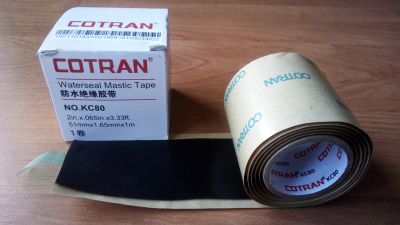 COTRAN®
Waterseal Mastic Tape
防水绝缘胶带
NO.KC80
2in.x.065in.x3.33ft.
51mmx1.65mmx1m
1 卷
COTRAN
COTRAN
KC80
COTRAN
KC80